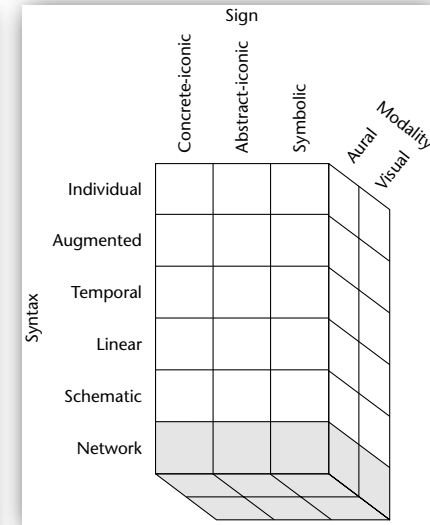 Sign
Concrete-iconic
Abstract-iconic
Symbolic
Aural
Visual
Modality
Syntax
Individual
Augmented
Temporal
Linear
Schematic
Network